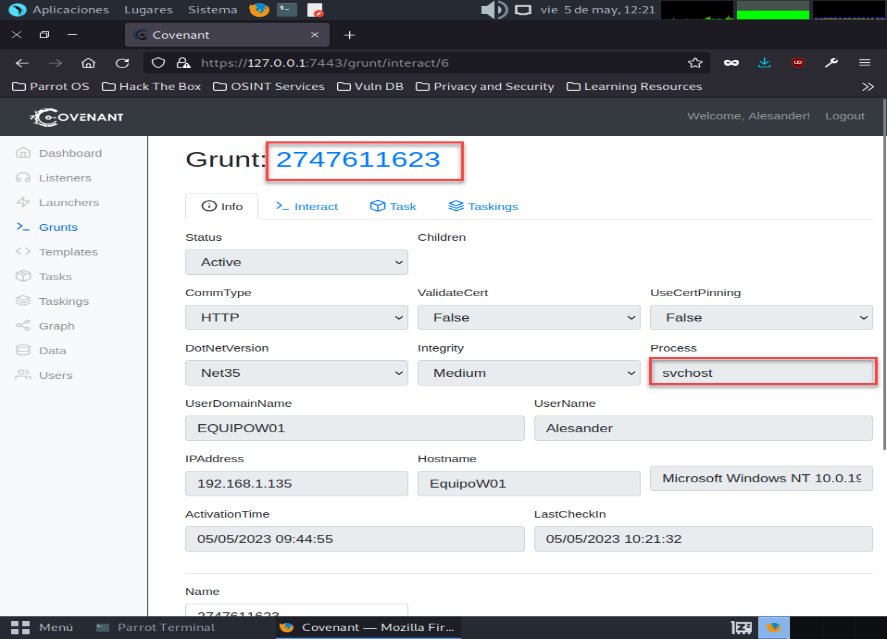 Aplicaciones Lugares Sistema vie 5 de may, 12:21
Covenant
https://127.0.0.1:7443/grunt/interact/6
Parrot OS Hack The Box OSINT Services Vuln DB Privacy and Security Learning Resources
COVENANT Welcome, Alesander! Logout
Dashboard
Listeners
Launchers
Grunts
Templates
Tasks
Taskings
Graph
Data
Users
Grunt: 2747611623
Info Interact Task Taskings
Status Children
Active
CommType ValidateCert UseCertPinning
HTTP False False
DotNetVersion Integrity Process
Net35 Medium svchost
UserDomainName UserName
EQUIPOW01 Alesander
IPAddress Hostname
192.168.1.135 EquipoW01 Microsoft Windows NT 10.0.19
ActivationTime LastCheckIn
05/05/2023 09:44:55 05/05/2023 10:21:32
Name
2747611623
Menú Parrot Terminal Covenant — Mozilla Fir...